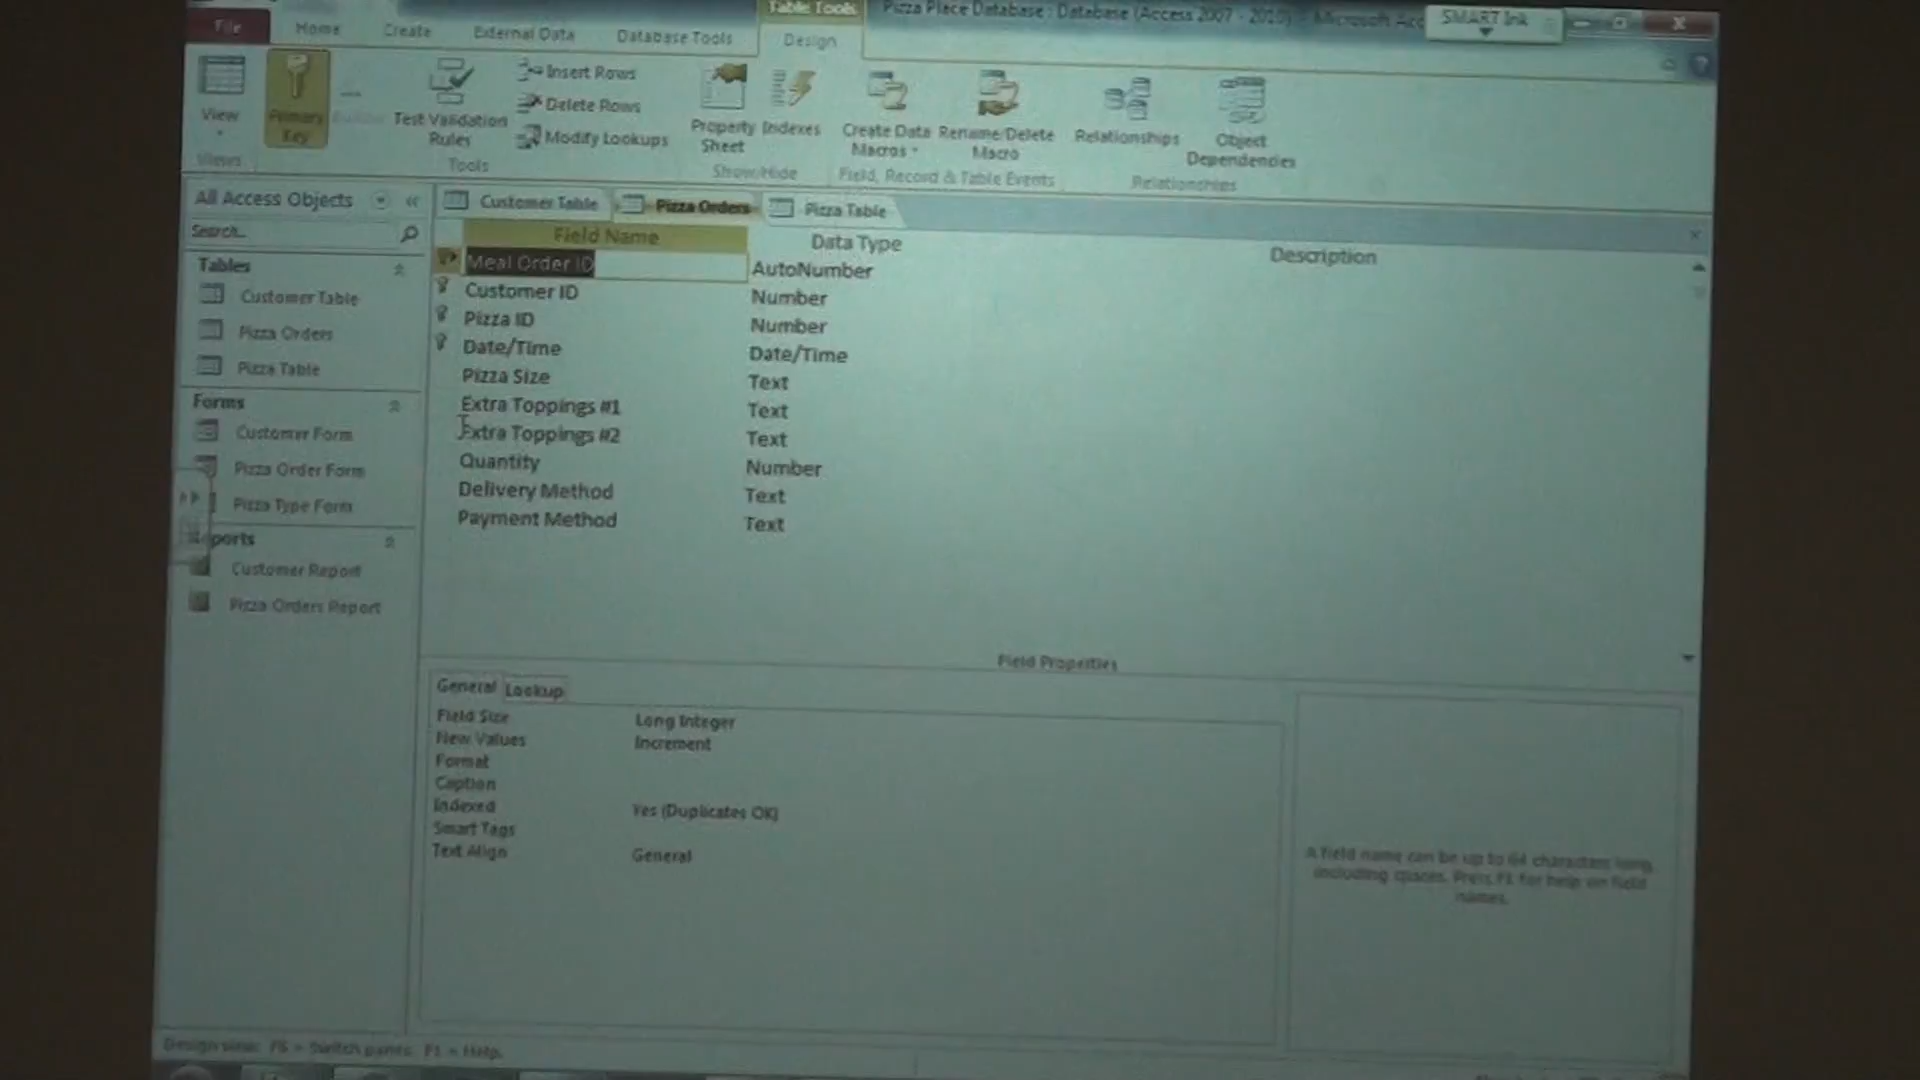 Table Tools
Pizza Place Database : Database (Access 2007 - 2010) - Microsoft Acc
SMART Ink
File
Home
Create
External Data
Database Tools
Design
View
Primary
Key
Builder
Test Validation
Rules
Insert Rows
Delete Rows
Modify Lookups
Property
Sheet
Indexes
Create Data
Macros
Rename/Delete
Macro
Relationships
Object
Dependencies
Views
Tools
Show/Hide
Field, Record & Table Events
Relationships
All Access Objects
Search...
Tables
Customer Table
Pizza Orders
Pizza Table
Forms
Customer Form
Pizza Order Form
Pizza Type Form
Reports
Customer Report
Pizza Orders Report
Customer Table
Pizza Orders
Pizza Table
Field Name Data Type Description
Meal Order ID AutoNumber
Customer ID Number
Pizza ID Number
Date/Time Date/Time
Pizza Size Text
Extra Toppings #1 Text
Extra Toppings #2 Text
Quantity Number
Delivery Method Text
Payment Method Text
Field Properties
General Lookup
Field Size Long Integer
New Values Increment
Format
Caption
Indexed Yes (Duplicates OK)
Smart Tags
Text Align General
A field name can be up to 64 characters long,
including spaces. Press F1 for help on field
names.
Design view. F6 = Switch panes. F1 = Help.